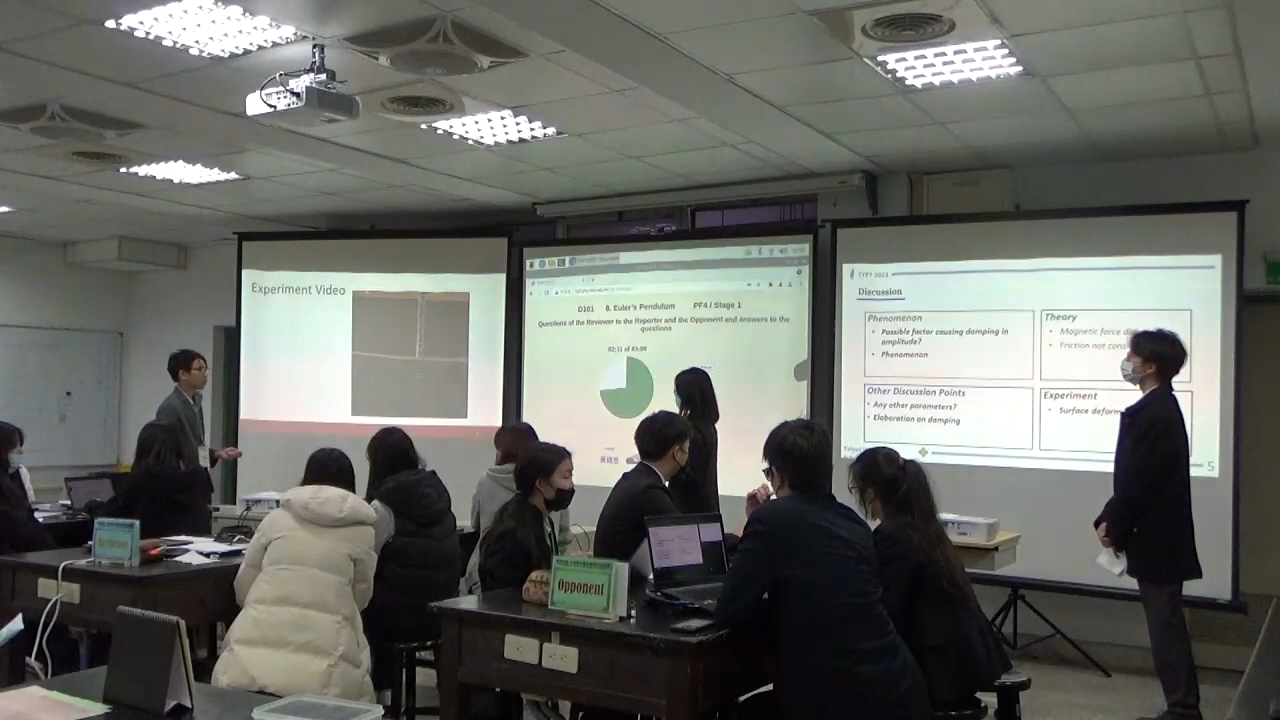 Experiment Video
D101 8. Euler's Pendulum PF4 / Stage 1
Questions of the Reviewer to the Reporter and the Opponent and answers to the
questions
02:11 of 03:00
TYPT 2023
Discussion
Phenomenon
• Possible factor causing damping in
amplitude?
• Phenomenon
Theory
• Magnetic force
• Friction not
Other Discussion Points
• Any other parameters?
• Elaboration on damping
Experiment
• Surface
5
Reviewer
Opponent